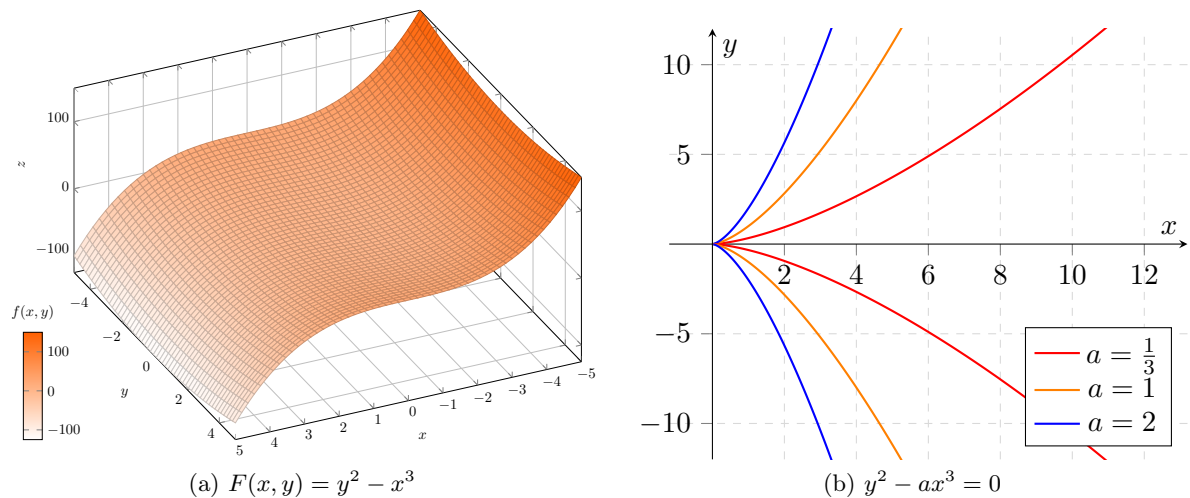 z
100
0
−100
f(x, y)
100
0
−100
−4
−2
0
2
4
y
5
4
3
2
1
0
−1
−2
−3
−4
−5
x
(a) F(x, y) = y² − x³
y
x
10
5
−5
−10
2
4
6
8
10
12
a = 1/3
a = 1
a = 2
(b) y² − ax³ = 0